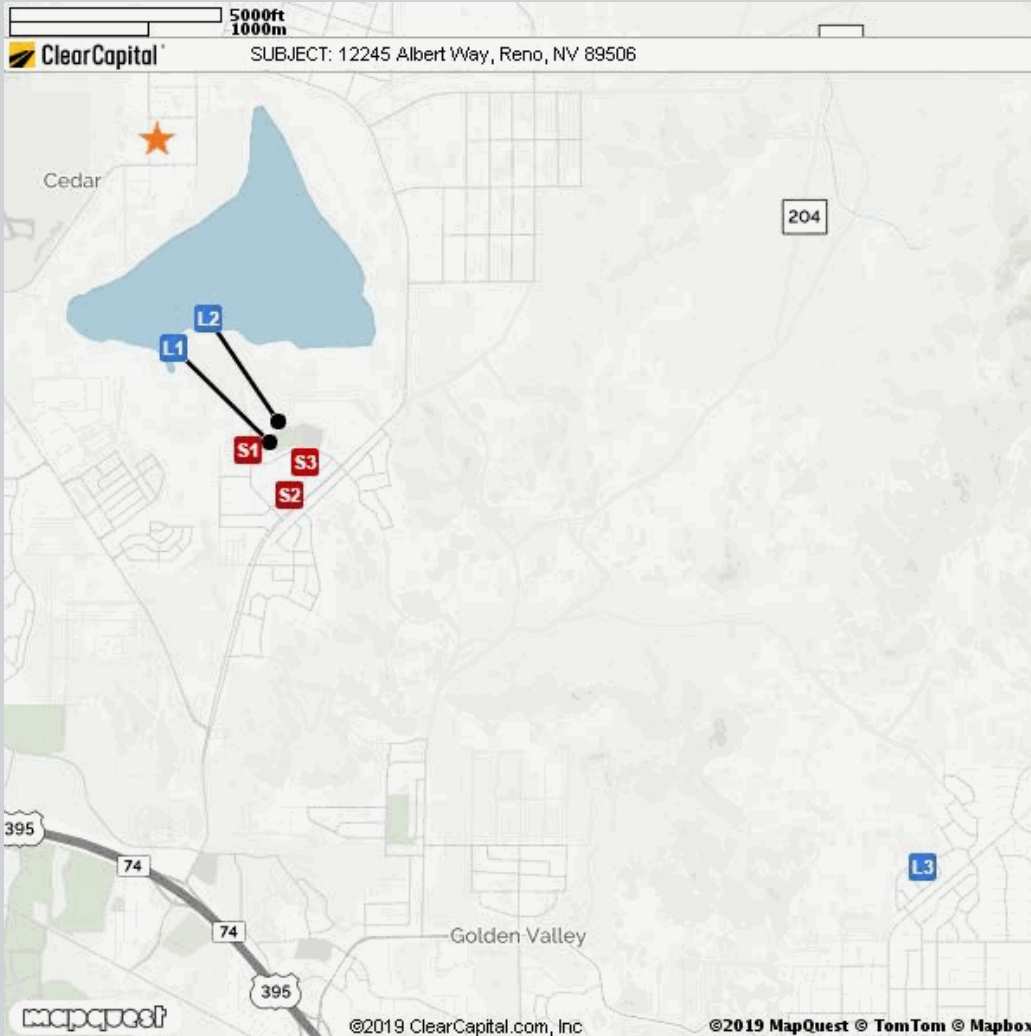 5000ft
1000m
ClearCapital
SUBJECT: 12245 Albert Way, Reno, NV 89506
Cedar
204
L2
L1
S1
S3
S2
395
74
L3
74
Golden Valley
395
mapquest
©2019 ClearCapital.com, Inc
©2019 MapQuest © TomTom © Mapbox